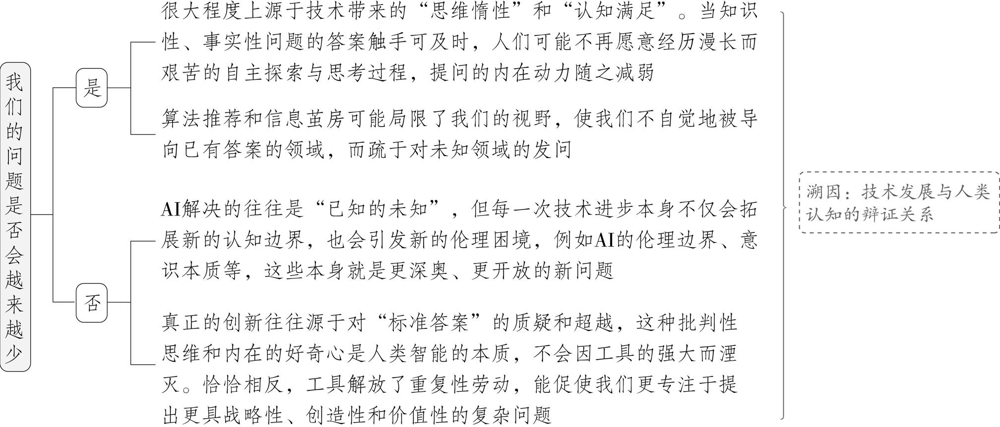 我们的问题是否会越来越少
是
很大程度上源于技术带来的“思维惰性”和“认知满足”。当知识
性、事实性问题的答案触手可及时，人们可能不再愿意经历漫长而
艰苦的自主探索与思考过程，提问的内在动力随之减弱
算法推荐和信息茧房可能局限了我们的视野，使我们不自觉地被导
向已有答案的领域，而疏于对未知领域的发问
否
AI解决的往往是“已知的未知”，但每一次技术进步本身不仅会拓
展新的认知边界，也会引发新的伦理困境，例如AI的伦理边界、意
识本质等，这些本身就是更深奥、更开放的新问题
真正的创新往往源于对“标准答案”的质疑和超越，这种批判性
思维和内在的好奇心是人类智能的本质，不会因工具的强大而湮
灭。恰恰相反，工具解放了重复性劳动，能促使我们更专注于提
出更具战略性、创造性和价值性的复杂问题
溯因：技术发展与人类
认知的辩证关系